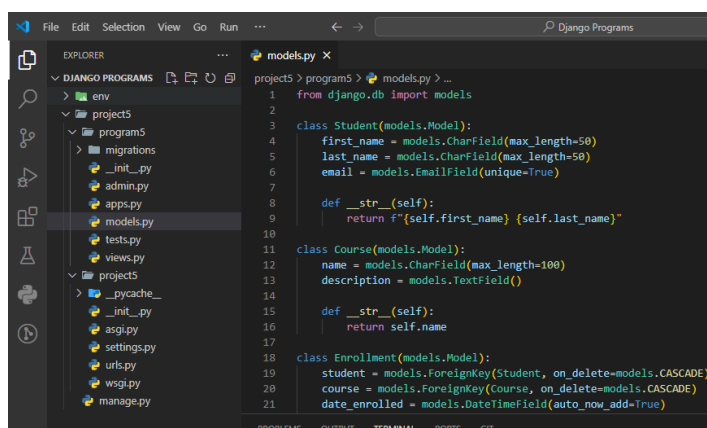 File Edit Selection View Go Run ... Django Programs
EXPLORER ...
DJANGO PROGRAMS
env
project5
program5
migrations
__init__.py
admin.py
apps.py
models.py
tests.py
views.py
project5
__pycache__
__init__.py
asgi.py
settings.py
urls.py
wsgi.py
manage.py
models.py
project5 > program5 > models.py > ...
1 from django.db import models
2
3 class Student(models.Model):
4     first_name = models.CharField(max_length=50)
5     last_name = models.CharField(max_length=50)
6     email = models.EmailField(unique=True)
7
8     def __str__(self):
9         return f"{self.first_name} {self.last_name}"
10
11 class Course(models.Model):
12     name = models.CharField(max_length=100)
13     description = models.TextField()
14
15     def __str__(self):
16         return self.name
17
18 class Enrollment(models.Model):
19     student = models.ForeignKey(Student, on_delete=models.CASCADE)
20     course = models.ForeignKey(Course, on_delete=models.CASCADE)
21     date_enrolled = models.DateTimeField(auto_now_add=True)
PROBLEMS OUTPUT TERMINAL PORTS